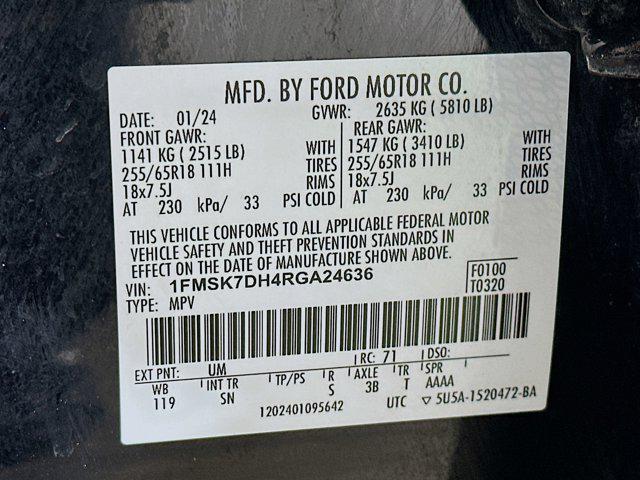 MFD. BY FORD MOTOR CO.
DATE: 01/24 GVWR: 2635 KG ( 5810 LB)
FRONT GAWR: REAR GAWR:
1141 KG ( 2515 LB) WITH 1547 KG ( 3410 LB) WITH
255/65R18 111H TIRES 255/65R18 111H TIRES
18x7.5J RIMS 18x7.5J RIMS
AT 230 kPa/ 33 PSI COLD AT 230 kPa/ 33 PSI COLD
THIS VEHICLE CONFORMS TO ALL APPLICABLE FEDERAL MOTOR
VEHICLE SAFETY AND THEFT PREVENTION STANDARDS IN
EFFECT ON THE DATE OF MANUFACTURE SHOWN ABOVE.
VIN: 1FMSK7DH4RGA24636 F0100
TYPE: MPV T0320
EXT PNT: UM RC: 71 DSO:
WB INT TR TP/PS R AXLE TR SPR
119 SN S 3B T AAAA
1202401095642 UTC ▽ 5U5A-1520472-BA